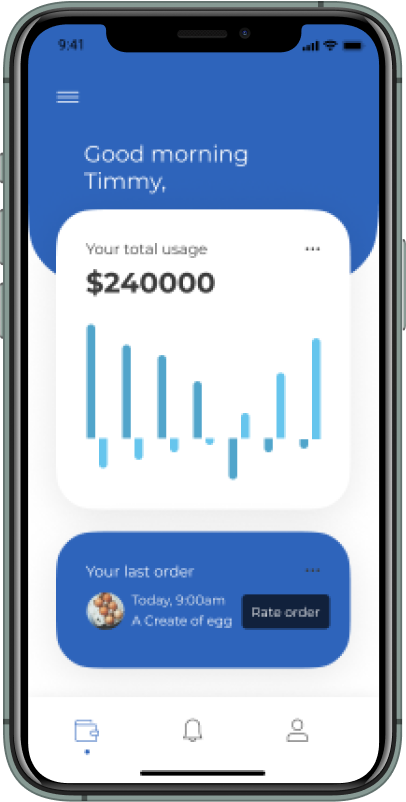 9:41
Good morning
Timmy,
Your total usage
$240000
Your last order
Today, 9:00am
A Create of egg
Rate order